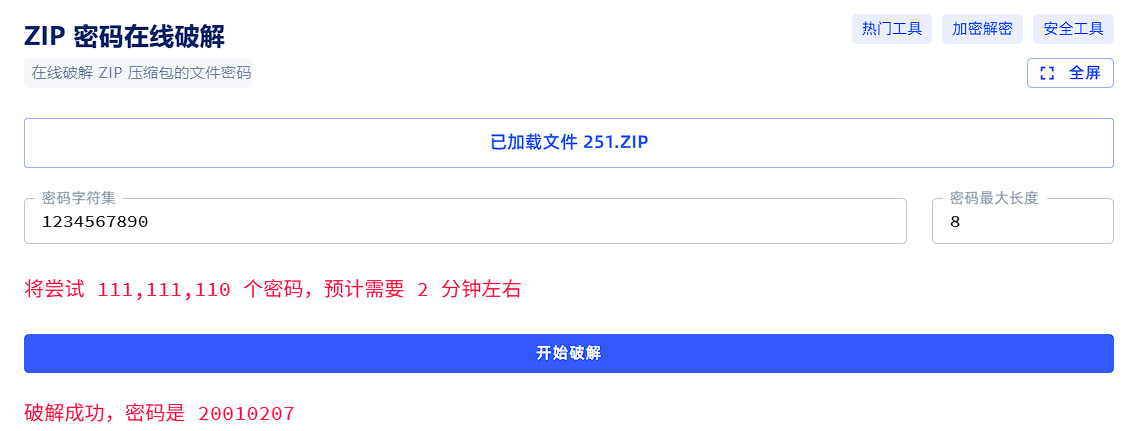 ZIP 密码在线破解
热门工具 加密解密 安全工具
在线破解 ZIP 压缩包的文件密码
全屏
已加载文件 251.ZIP
密码字符集
1234567890
密码最大长度
8
将尝试 111,111,110 个密码，预计需要 2 分钟左右
开始破解
破解成功，密码是 20010207